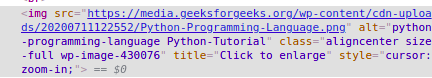 <img src="https://media.geeksforgeeks.org/wp-content/cdn-uploa
ds/20200711122552/Python-Programming-Language.png" alt="python
-programming-language Python-Tutorial" class="aligncenter size
-full wp-image-430076" title="Click to enlarge" style="cursor:
zoom-in;"> == $0